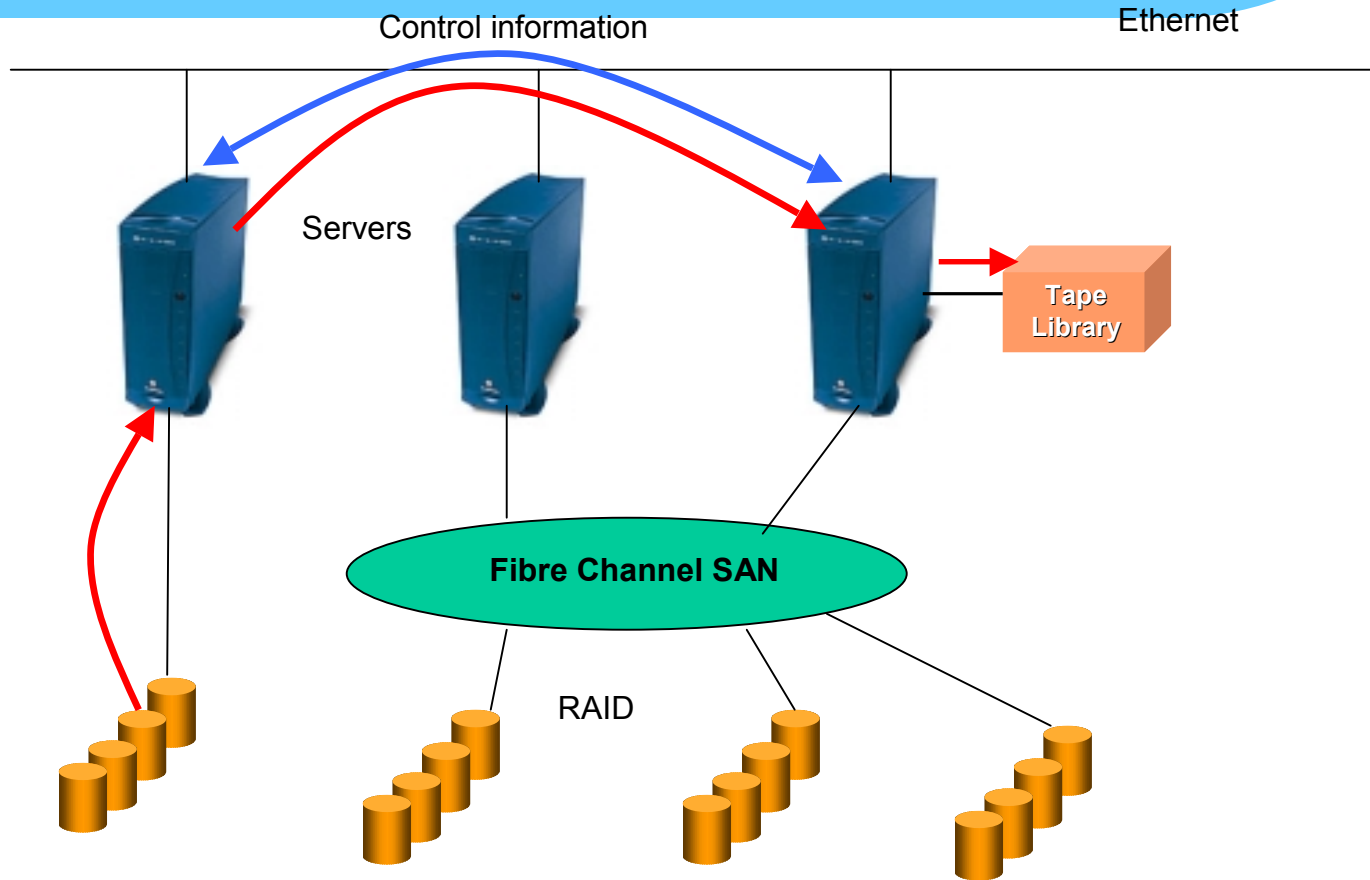 Control information
Ethernet
Servers
Tape
Library
Fibre Channel SAN
RAID